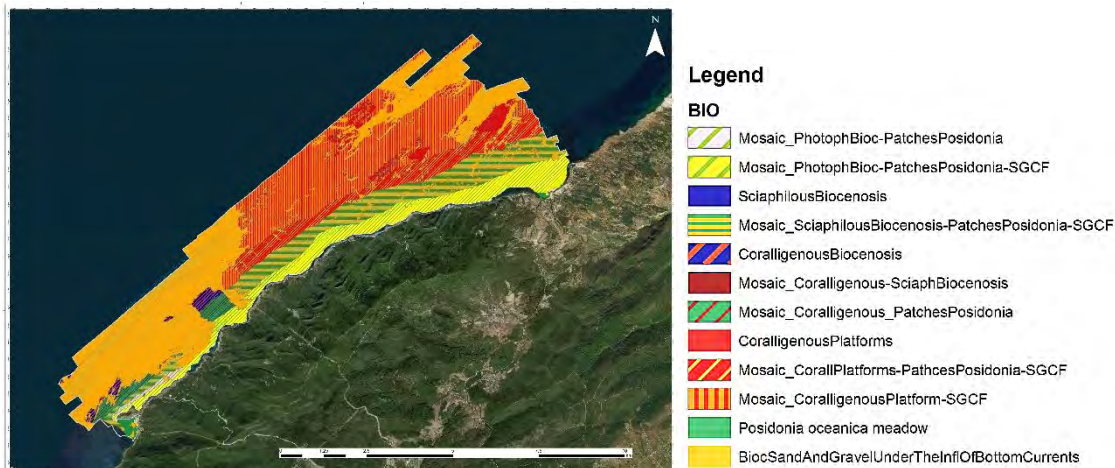 N
Legend
BIO
Mosaic_PhotophBioc-PatchesPosidonia
Mosaic_PhotophBioc-PatchesPosidonia-SGCF
SciaphilousBiocenosis
Mosaic_SciaphilousBiocenosis-PatchesPosidonia-SGCF
CoralligenousBiocenosis
Mosaic_Coralligenous-SciaphBiocenosis
Mosaic_Coralligenous_PatchesPosidonia
CoralligenousPlatforms
Mosaic_CorallPlatforms-PathcesPosidonia-SGCF
Mosaic_CoralligenousPlatform-SGCF
Posidonia oceanica meadow
BiocSandAndGravelUnderTheInflOfBottomCurrents